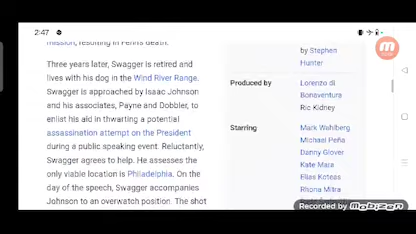 2:47
mission, resulting in Fenn's death.
Three years later, Swagger is retired and
lives with his dog in the Wind River Range.
Swagger is approached by Isaac Johnson
and his associates, Payne and Dobbler, to
enlist his aid in thwarting a potential
assassination attempt on the President
during a public speaking event. Reluctantly,
Swagger agrees to help. He assesses the
only viable location is Philadelphia. On the
day of the speech, Swagger accompanies
Johnson to an overwatch position. The shot
by Stephen
Hunter
Produced by
Lorenzo di
Bonaventura
Ric Kidney
Starring
Mark Wahlberg
Michael Peña
Danny Glover
Kate Mara
Elias Koteas
Rhona Mitra
Recorded by Mobizen